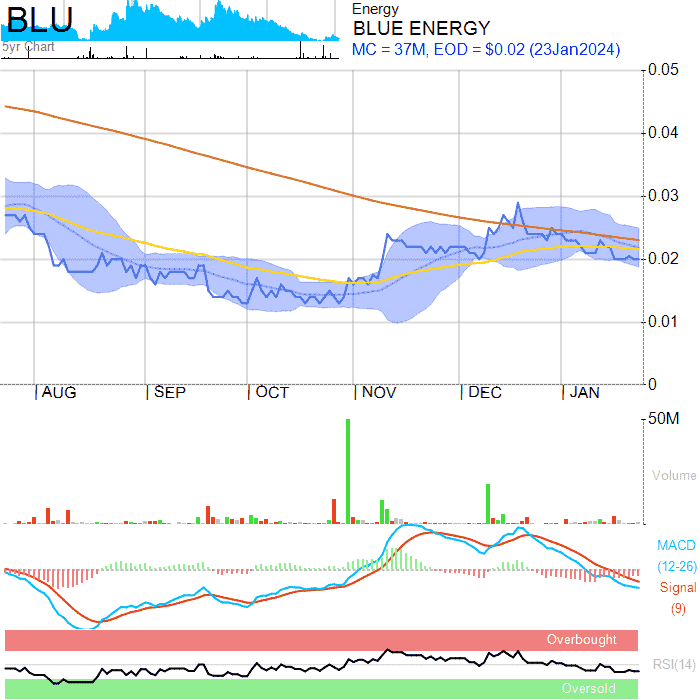 BLU
5yr Chart
Energy
BLUE ENERGY
MC = 37M, EOD = $0.02 (23Jan2024)
0.05
0.04
0.03
0.02
0.01
0
AUG
SEP
OCT
NOV
DEC
JAN
50M
Volume
MACD
(12-26)
Signal
(9)
Overbought
RSI(14)
Oversold